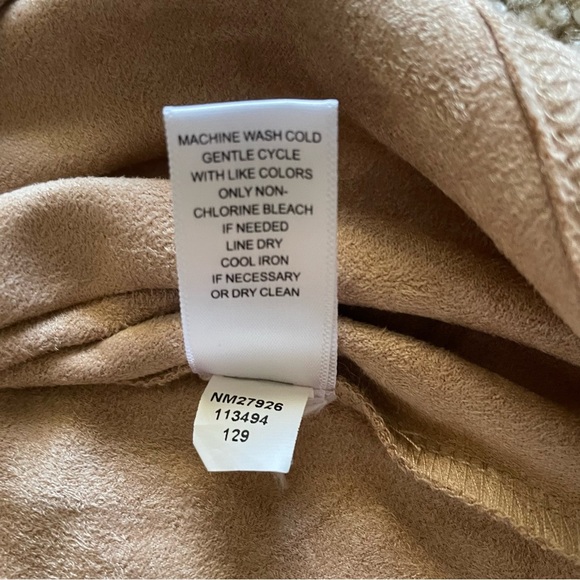 MACHINE WASH COLD
GENTLE CYCLE
WITH LIKE COLORS
ONLY NON-
CHLORINE BLEACH
IF NEEDED
LINE DRY
COOL IRON
IF NECESSARY
OR DRY CLEAN
NM27926
113494
129